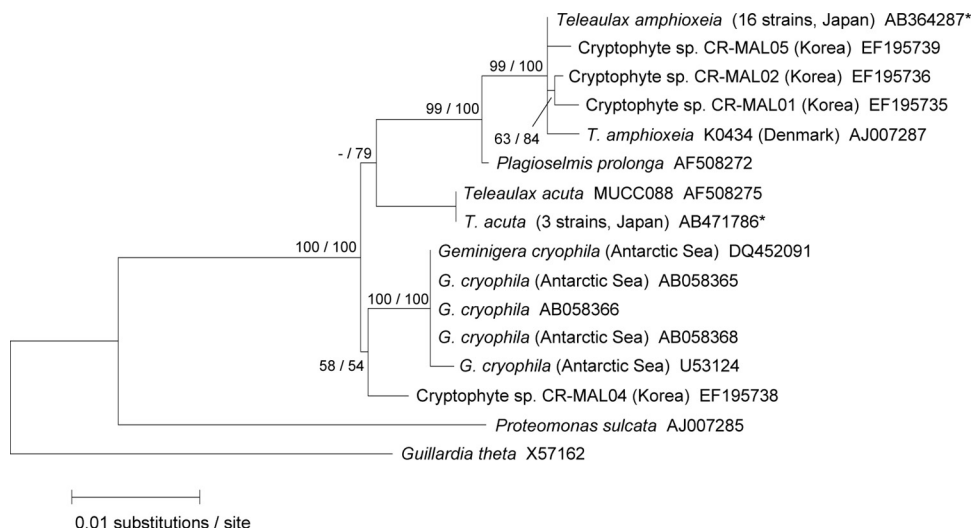 Teleaulax amphioxeia (16 strains, Japan) AB364287*
Cryptophyte sp. CR-MAL05 (Korea) EF195739
99 / 100
Cryptophyte sp. CR-MAL02 (Korea) EF195736
99 / 100
Cryptophyte sp. CR-MAL01 (Korea) EF195735
63 / 84
T. amphioxeia K0434 (Denmark) AJ007287
- / 79
Plagioselmis prolonga AF508272
Teleaulax acuta MUCC088 AF508275
T. acuta (3 strains, Japan) AB471786*
100 / 100
Geminigera cryophila (Antarctic Sea) DQ452091
G. cryophila (Antarctic Sea) AB058365
100 / 100
G. cryophila AB058366
G. cryophila (Antarctic Sea) AB058368
58 / 54
G. cryophila (Antarctic Sea) U53124
Cryptophyte sp. CR-MAL04 (Korea) EF195738
Proteomonas sulcata AJ007285
Guillardia theta X57162
0.01 substitutions / site